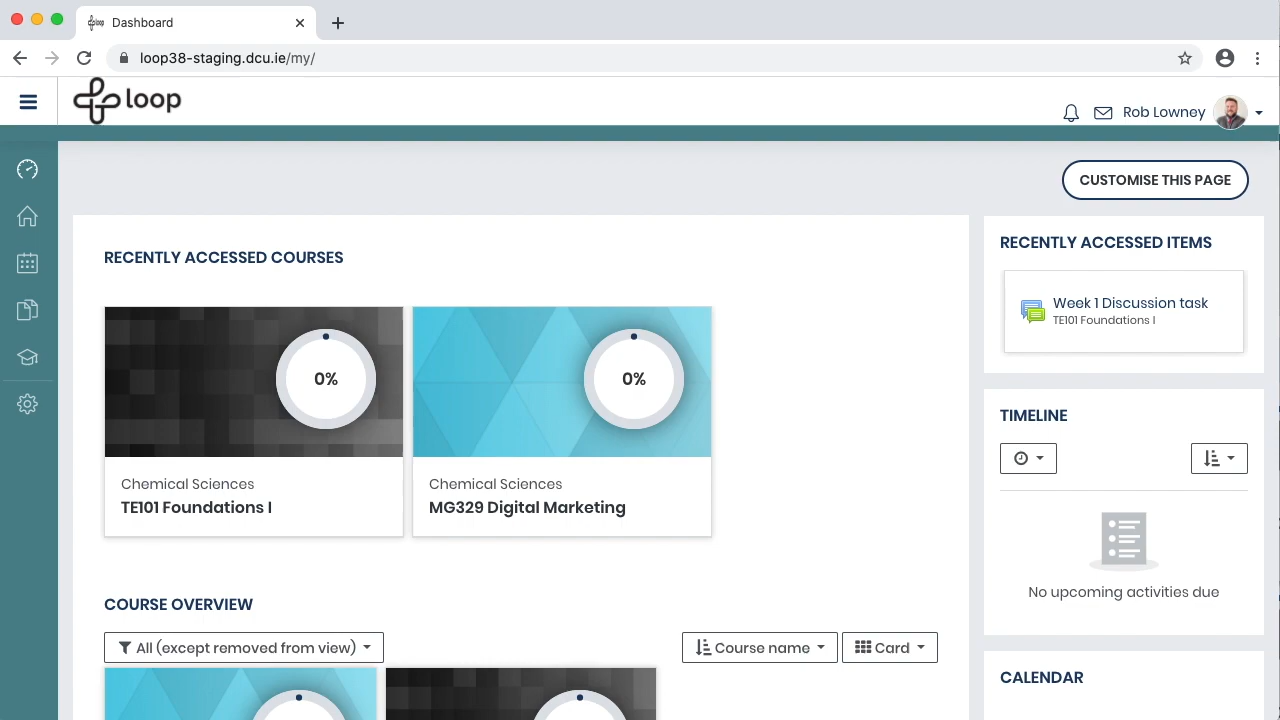 Dashboard
loop38-staging.dcu.ie/my/
loop
Rob Lowney
CUSTOMISE THIS PAGE
RECENTLY ACCESSED COURSES
0%
Chemical Sciences
TE101 Foundations I
0%
Chemical Sciences
MG329 Digital Marketing
COURSE OVERVIEW
All (except removed from view)
Course name
Card
RECENTLY ACCESSED ITEMS
Week 1 Discussion task
TE101 Foundations I
TIMELINE
No upcoming activities due
CALENDAR